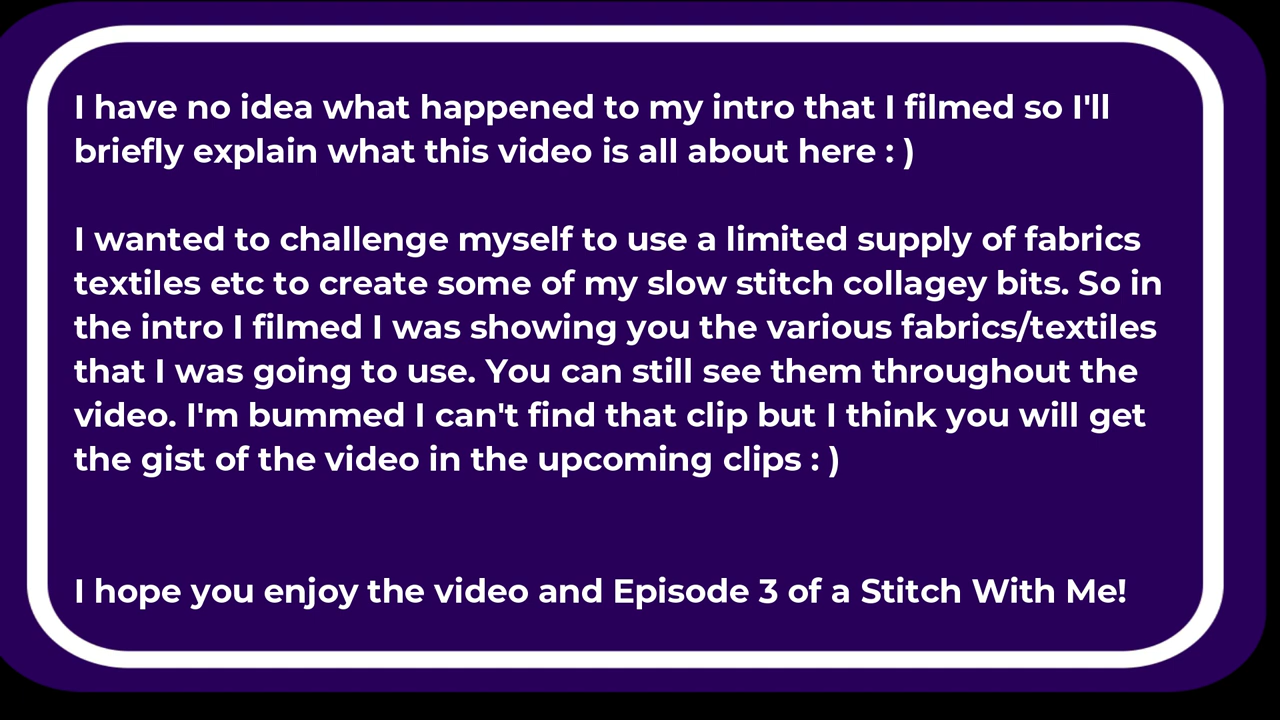 I have no idea what happened to my intro that I filmed so I'll
briefly explain what this video is all about here : )
I wanted to challenge myself to use a limited supply of fabrics
textiles etc to create some of my slow stitch collagey bits. So in
the intro I filmed I was showing you the various fabrics/textiles
that I was going to use. You can still see them throughout the
video. I'm bummed I can't find that clip but I think you will get
the gist of the video in the upcoming clips : )
I hope you enjoy the video and Episode 3 of a Stitch With Me!